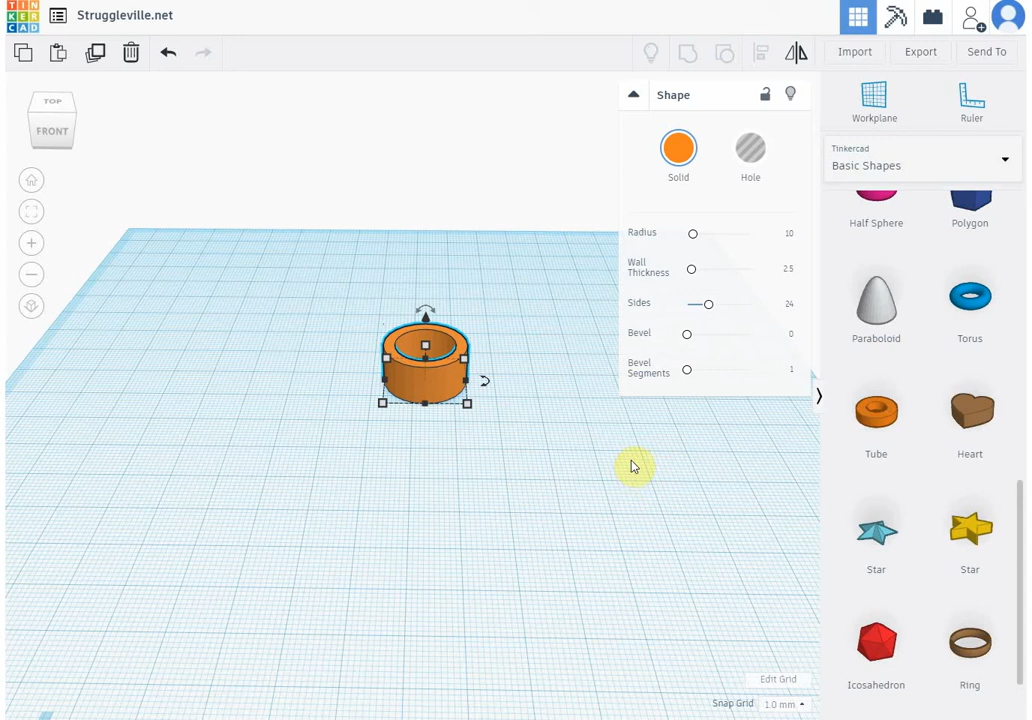 TIN
KER
CAD
Struggleville.net
Import
Export
Send To
TOP
FRONT
Shape
Solid
Hole
Radius
10
Wall
Thickness
2.5
Sides
24
Bevel
0
Bevel
Segments
1
Workplane
Ruler
Tinkercad
Basic Shapes
Half Sphere
Polygon
Paraboloid
Torus
Tube
Heart
Star
Star
Icosahedron
Ring
Edit Grid
Snap Grid
1.0 mm